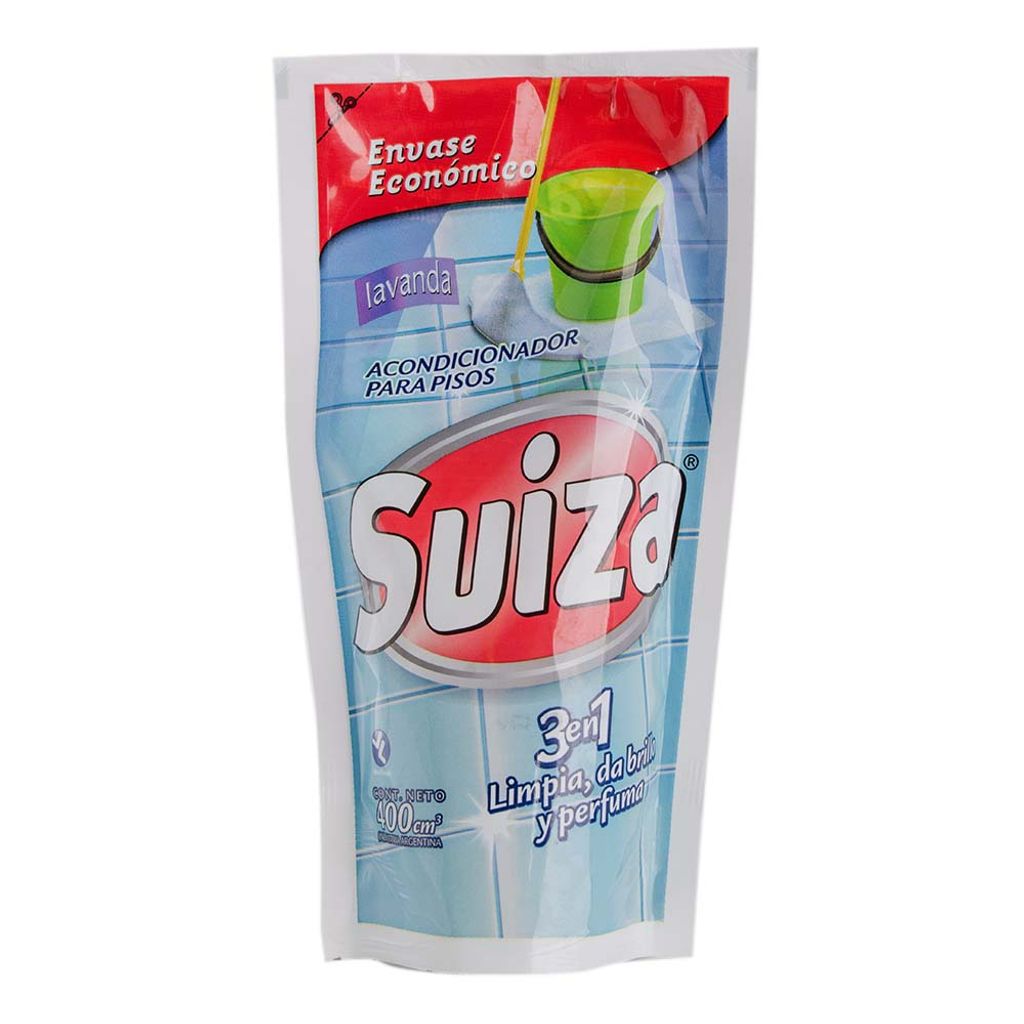 Envase
Económico
lavanda
ACONDICIONADOR
PARA PISOS
Suiza®
3en1
Limpia, da brillo
y perfuma
CONT. NETO
400cm³
ARGENTINA